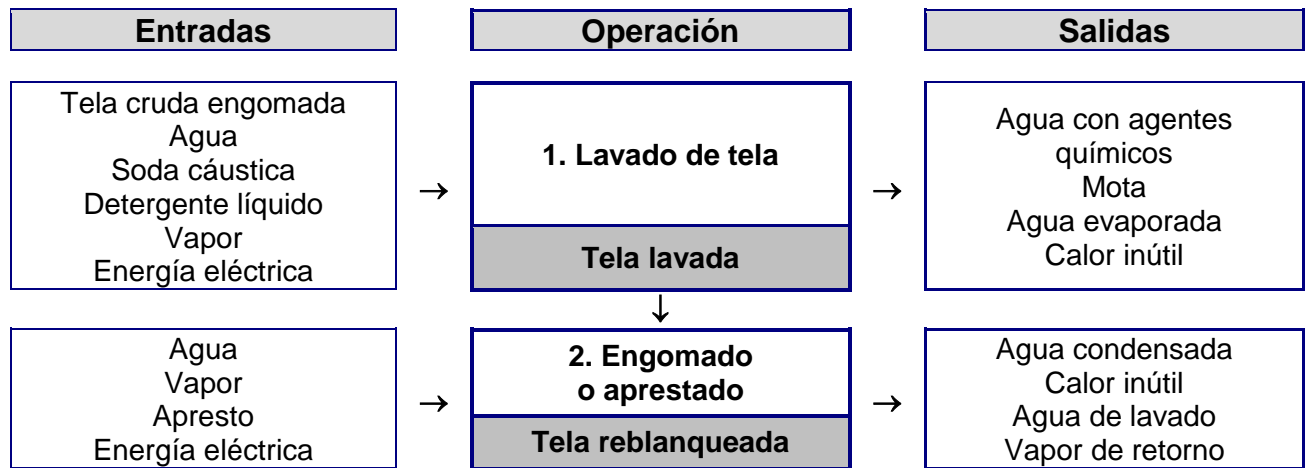 Entradas
Operación
Salidas
Tela cruda engomada
Agua
Soda cáustica
Detergente líquido
Vapor
Energía eléctrica
→
1. Lavado de tela
Tela lavada
→
Agua con agentes
químicos
Mota
Agua evaporada
Calor inútil
↓
Agua
Vapor
Apresto
Energía eléctrica
→
2. Engomado
o aprestado
Tela reblanqueada
→
Agua condensada
Calor inútil
Agua de lavado
Vapor de retorno